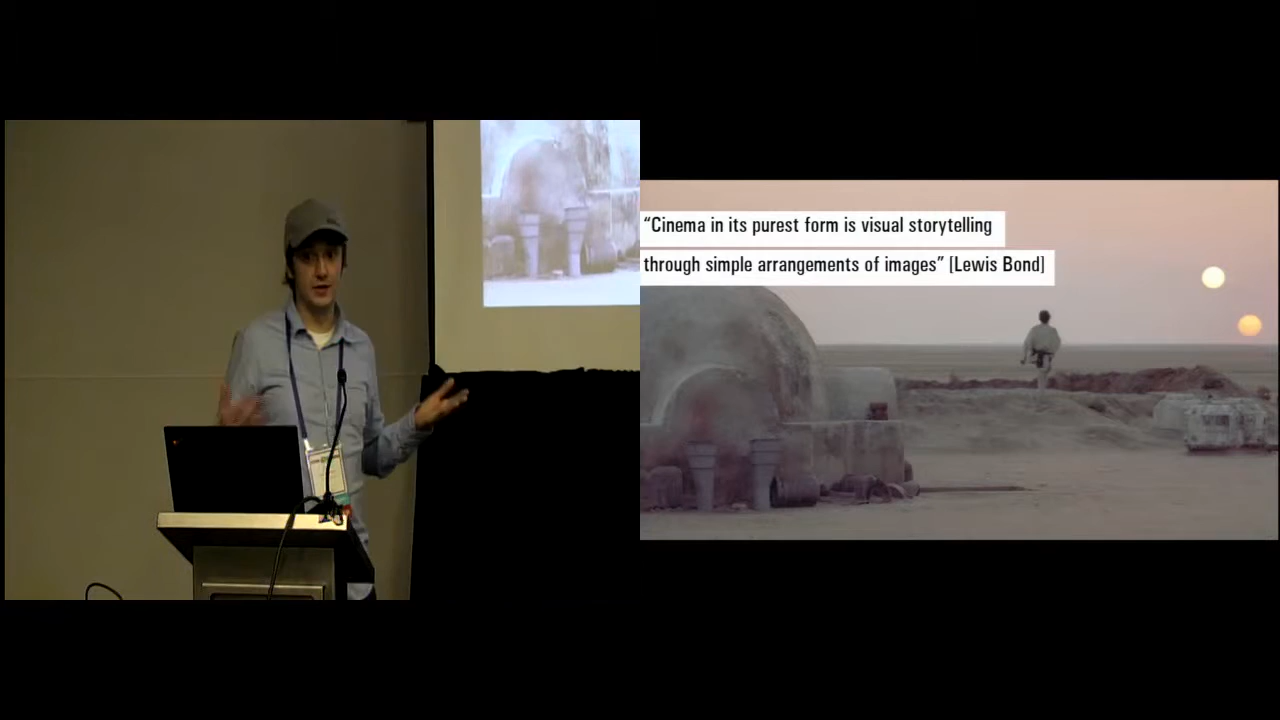 “Cinema in its purest form is visual storytelling
through simple arrangements of images” [Lewis Bond]